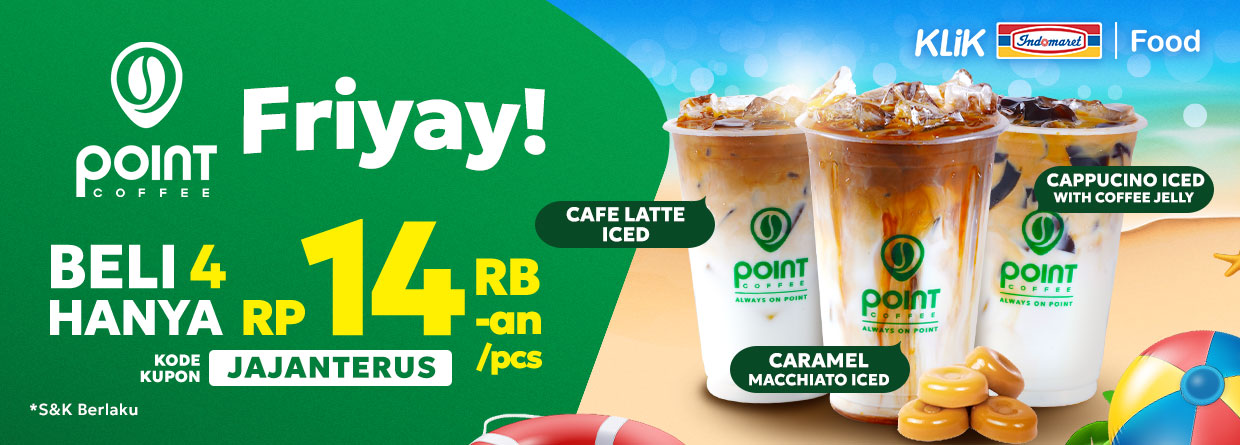 POINT
COFFEE
Friyay!
BELI 4
HANYA RP 14 RB
-an
/pcs
KODE
KUPON JAJANTERUS
*S&K Berlaku
KLiK Indomaret | Food
CAFE LATTE
ICED
CARAMEL
MACCHIATO ICED
CAPPUCINO ICED
WITH COFFEE JELLY
POINT
COFFEE
ALWAYS ON POINT
POINT
COFFEE
ALWAYS ON POINT
POINT
COFFEE
ALWAYS ON POINT